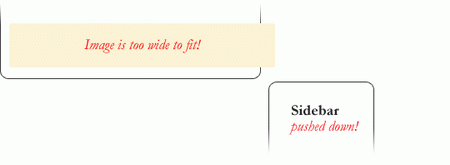 Image is too wide to fit!
Sidebar
pushed down!